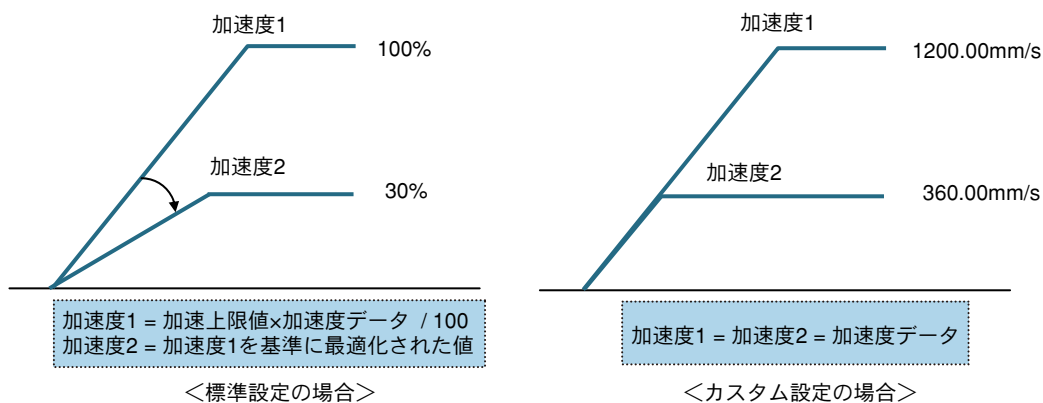 加速度1
100%
加速度2
30%
加速度1 = 加速上限値×加速度データ / 100
加速度2 = 加速度1を基準に最適化された値
＜標準設定の場合＞
加速度1
1200.00mm/s
加速度2
360.00mm/s
加速度1 = 加速度2 = 加速度データ
＜カスタム設定の場合＞